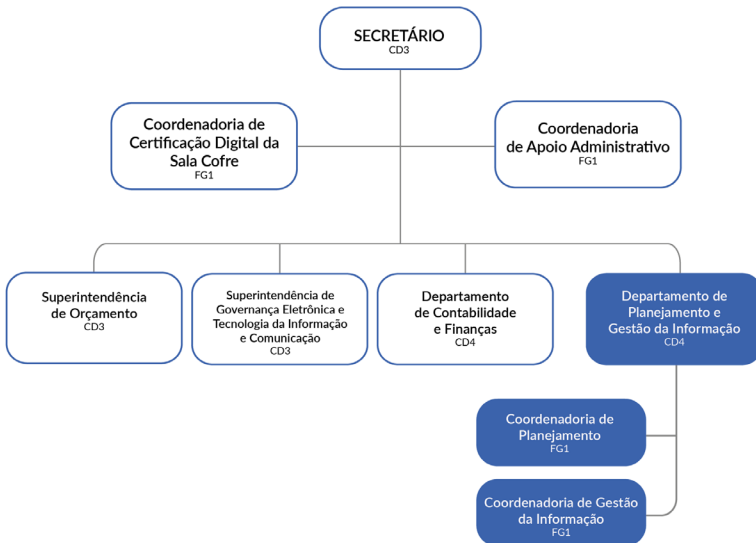 SECRETÁRIO
CD3
Coordenadoria de
Certificação Digital da
Sala Cofre
FG1
Coordenadoria
de Apoio Administrativo
FG1
Superintendência
de Orçamento
CD3
Superintendência de
Governança Eletrônica e
Tecnologia da Informação
e Comunicação
CD3
Departamento
de Contabilidade
e Finanças
CD4
Departamento de
Planejamento e
Gestão da Informação
CD4
Coordenadoria de
Planejamento
FG1
Coordenadoria de Gestão
da Informação
FG1